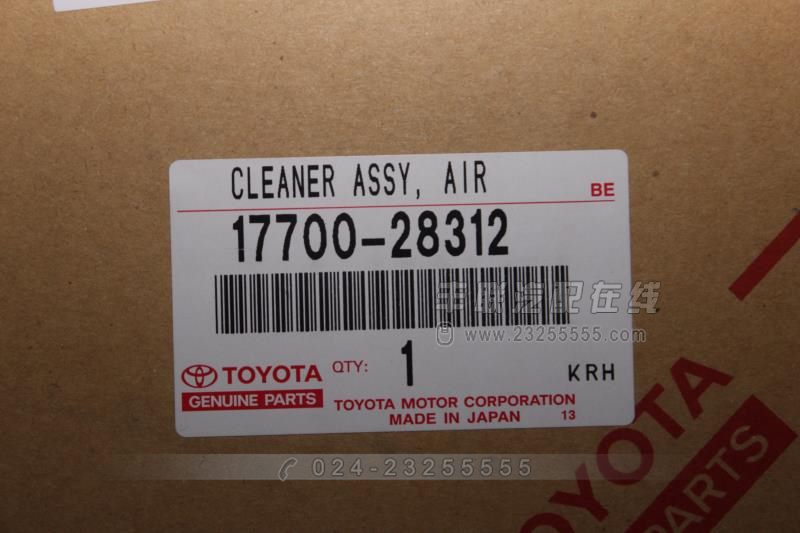 CLEANER ASSY, AIR
BE
17700-28312
车联汽配在线
www.23255555.com
TOYOTA QTY: 1 KRH
GENUINE PARTS
TOYOTA MOTOR CORPORATION
MADE IN JAPAN 13
024-23255555
TOYOTA
PARTS